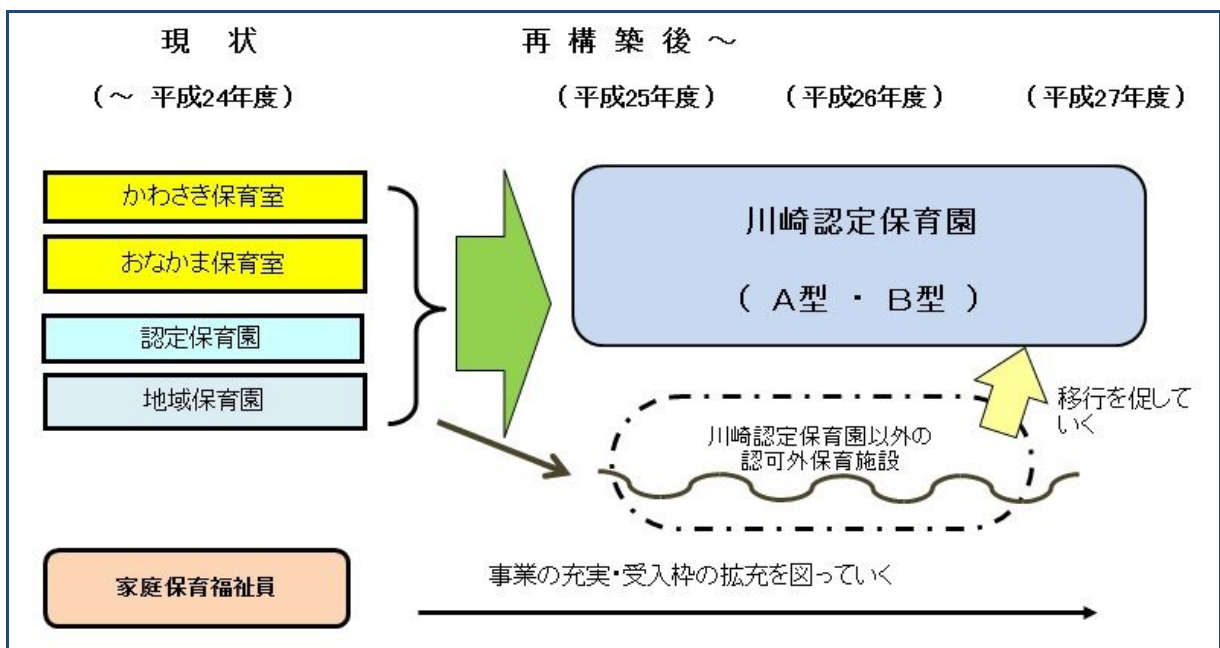 現 状
再 構 築 後 ～
（～ 平成24年度）
（平成25年度）
（平成26年度）
（平成27年度）
かわさき保育室
おなかま保育室
認定保育園
地域保育園
川崎認定保育園
（ Ａ型 ・ Ｂ型 ）
移行を促して
いく
川崎認定保育園以外の
認可外保育施設
家庭保育福祉員
事業の充実・受入枠の拡充を図っていく